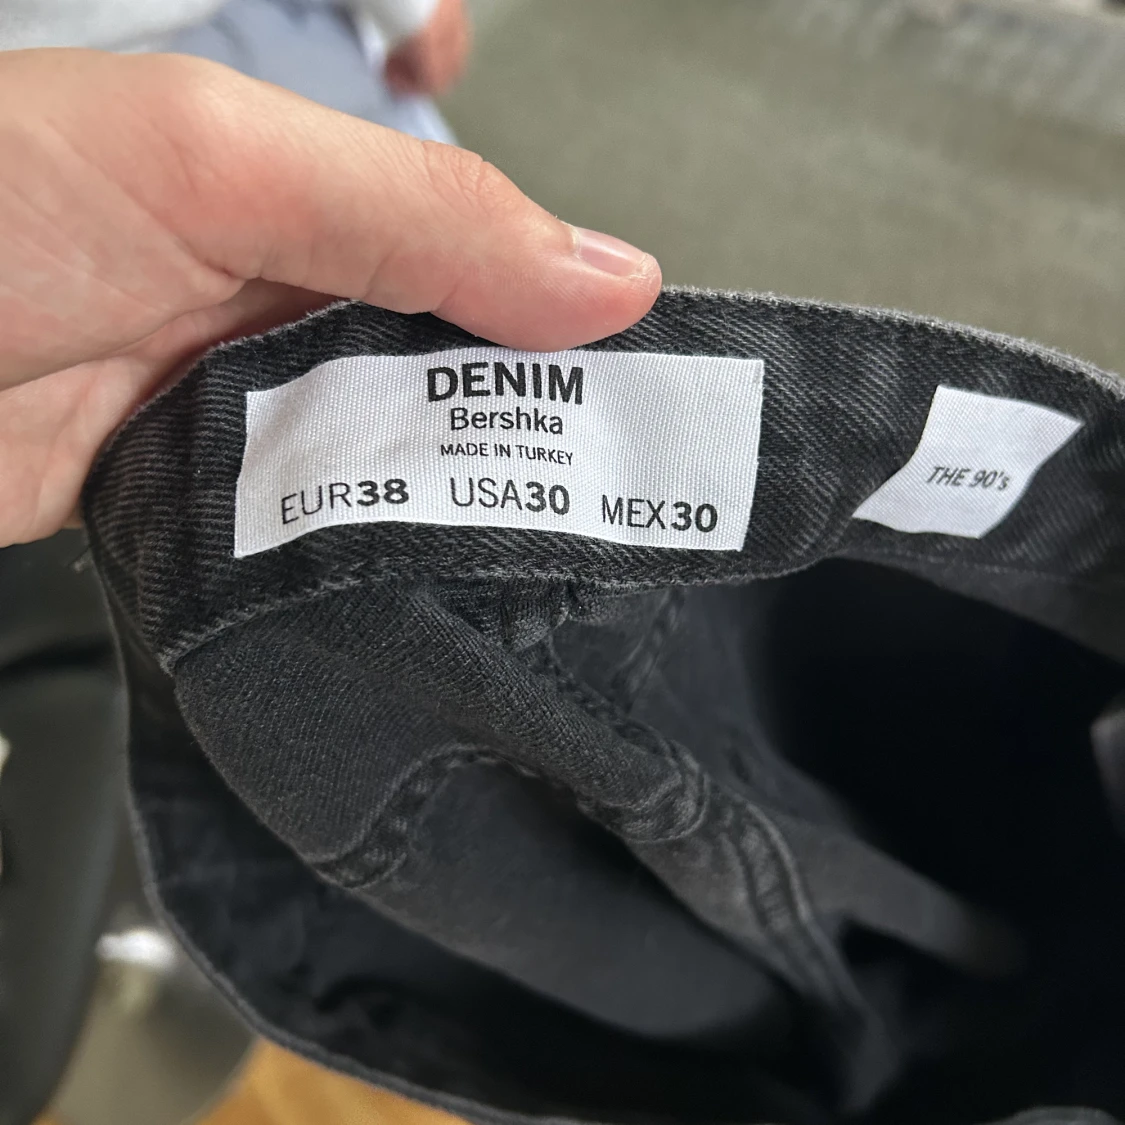 DENIM
Bershka
MADE IN TURKEY
EUR38 USA30 MEX30
THE 90's